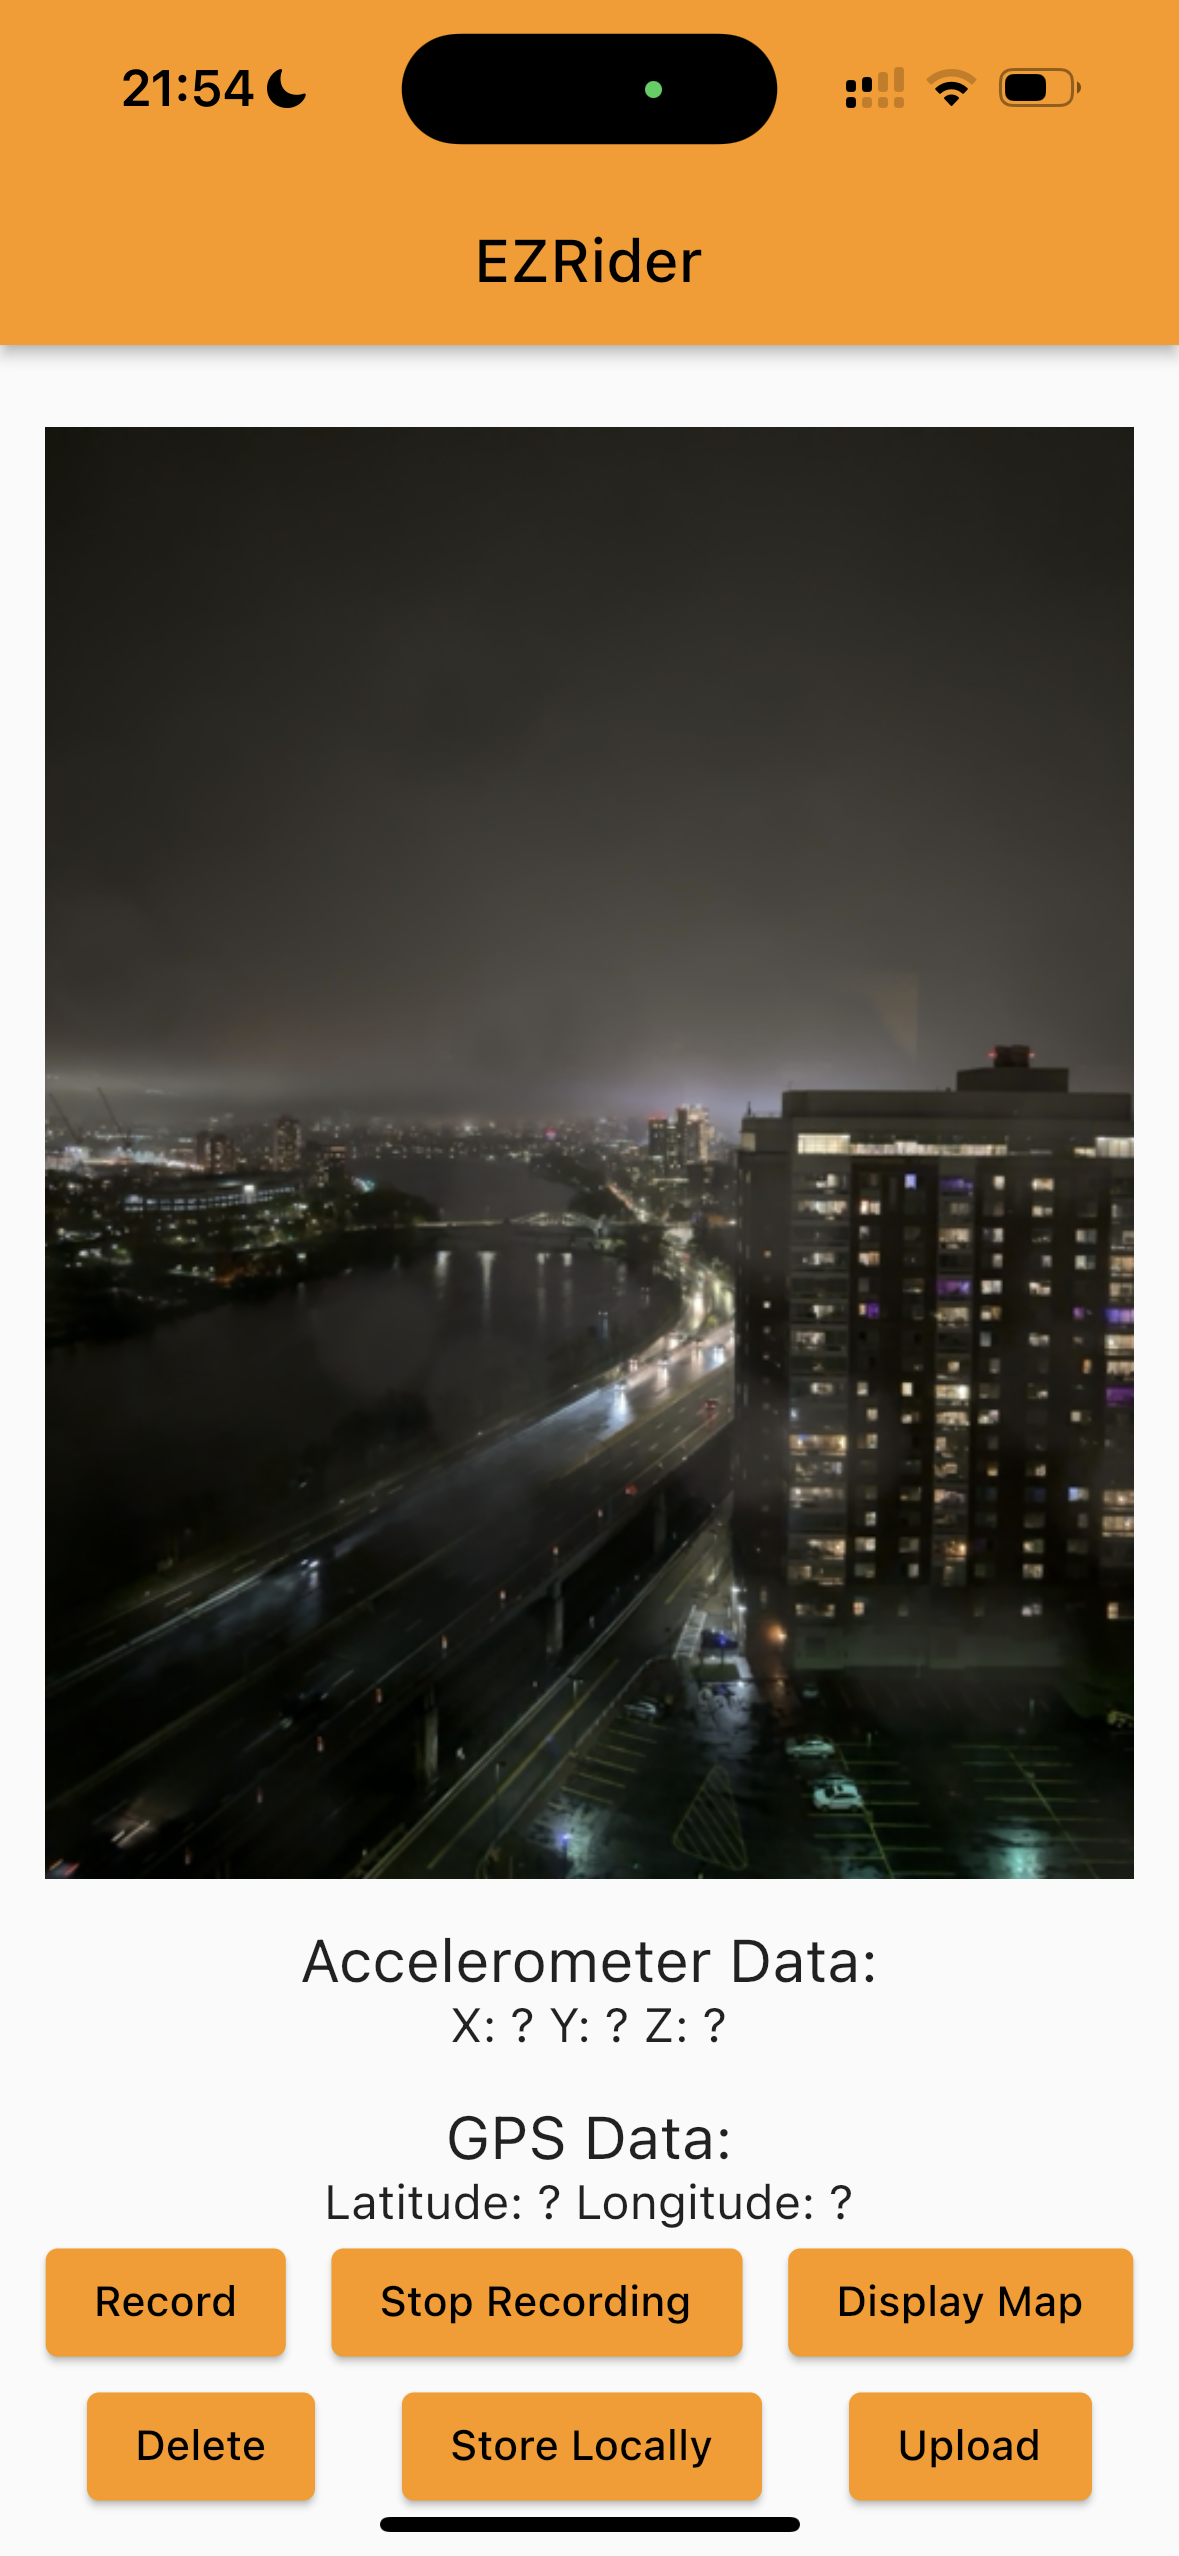 21:54
EZRider
Accelerometer Data:
X: ? Y: ? Z: ?
GPS Data:
Latitude: ? Longitude: ?
Record Stop Recording Display Map
Delete Store Locally Upload